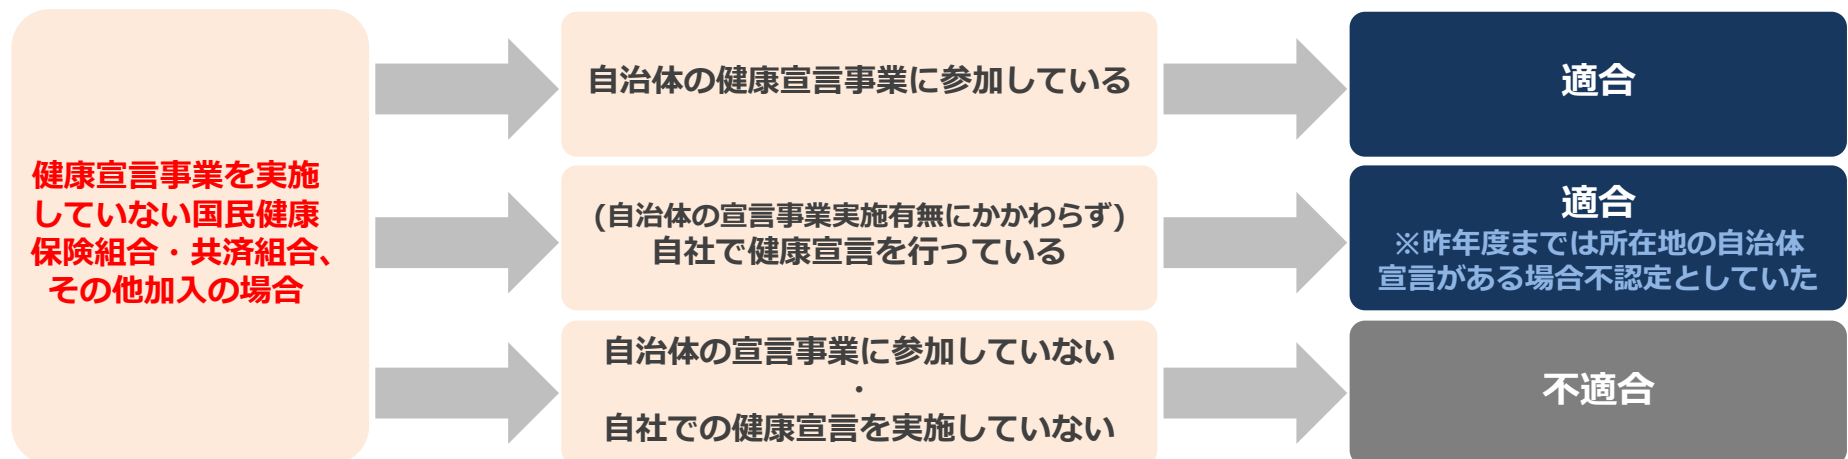 健康宣言事業を実施
していない国民健康
保険組合・共済組合、
その他加入の場合
自治体の健康宣言事業に参加している
適合
(自治体の宣言事業実施有無にかかわらず)
自社で健康宣言を行っている
適合
※昨年度までは所在地の自治体
宣言がある場合不認定としていた
自治体の宣言事業に参加していない
・
自社での健康宣言を実施していない
不適合